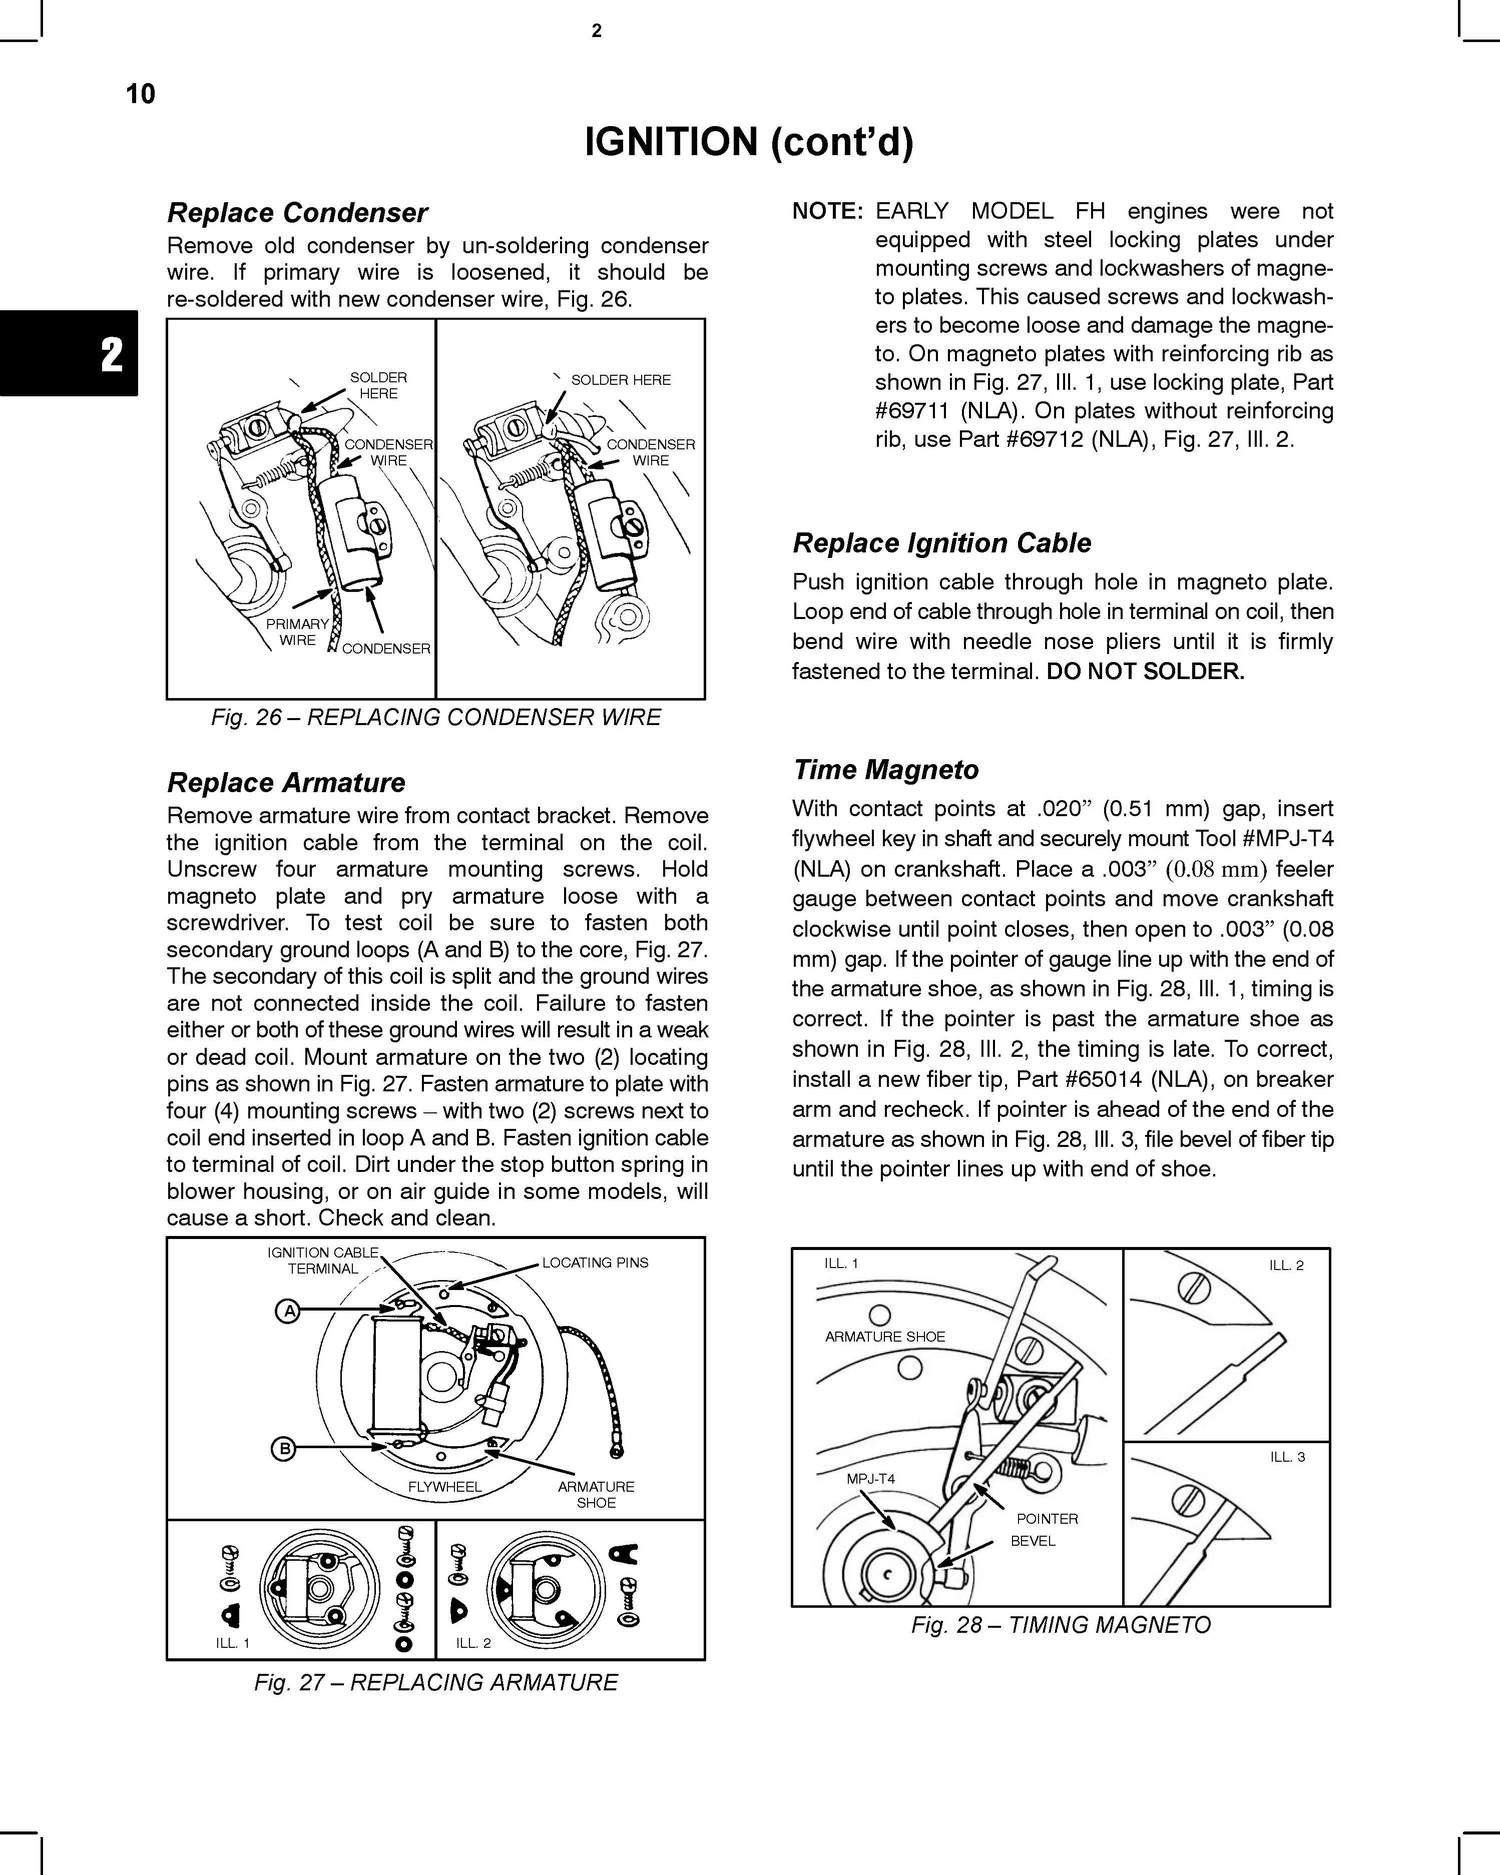 2
10
IGNITION (cont’d)
Replace Condenser
Remove old condenser by un-soldering condenser
wire. If primary wire is loosened, it should be
re-soldered with new condenser wire, Fig. 26.
2
SOLDER
HERE
CONDENSER
WIRE
PRIMARY
WIRE
CONDENSER
SOLDER HERE
CONDENSER
WIRE
Fig. 26 – REPLACING CONDENSER WIRE
Replace Armature
Remove armature wire from contact bracket. Remove
the ignition cable from the terminal on the coil.
Unscrew four armature mounting screws. Hold
magneto plate and pry armature loose with a
screwdriver. To test coil be sure to fasten both
secondary ground loops (A and B) to the core, Fig. 27.
The secondary of this coil is split and the ground wires
are not connected inside the coil. Failure to fasten
either or both of these ground wires will result in a weak
or dead coil. Mount armature on the two (2) locating
pins as shown in Fig. 27. Fasten armature to plate with
four (4) mounting screws – with two (2) screws next to
coil end inserted in loop A and B. Fasten ignition cable
to terminal of coil. Dirt under the stop button spring in
blower housing, or on air guide in some models, will
cause a short. Check and clean.
IGNITION CABLE
TERMINAL
LOCATING PINS
A
B
FLYWHEEL
ARMATURE
SHOE
ILL. 1
ILL. 2
Fig. 27 – REPLACING ARMATURE
NOTE: EARLY MODEL FH engines were not
equipped with steel locking plates under
mounting screws and lockwashers of magne-
to plates. This caused screws and lockwash-
ers to become loose and damage the magne-
to. On magneto plates with reinforcing rib as
shown in Fig. 27, Ill. 1, use locking plate, Part
#69711 (NLA). On plates without reinforcing
rib, use Part #69712 (NLA), Fig. 27, Ill. 2.
Replace Ignition Cable
Push ignition cable through hole in magneto plate.
Loop end of cable through hole in terminal on coil, then
bend wire with needle nose pliers until it is firmly
fastened to the terminal. DO NOT SOLDER.
Time Magneto
With contact points at .020” (0.51 mm) gap, insert
flywheel key in shaft and securely mount Tool #MPJ-T4
(NLA) on crankshaft. Place a .003” (0.08 mm) feeler
gauge between contact points and move crankshaft
clockwise until point closes, then open to .003” (0.08
mm) gap. If the pointer of gauge line up with the end of
the armature shoe, as shown in Fig. 28, Ill. 1, timing is
correct. If the pointer is past the armature shoe as
shown in Fig. 28, Ill. 2, the timing is late. To correct,
install a new fiber tip, Part #65014 (NLA), on breaker
arm and recheck. If pointer is ahead of the end of the
armature as shown in Fig. 28, Ill. 3, file bevel of fiber tip
until the pointer lines up with end of shoe.
ILL. 1
ARMATURE SHOE
MPJ-T4
POINTER
BEVEL
ILL. 2
ILL. 3
Fig. 28 – TIMING MAGNETO